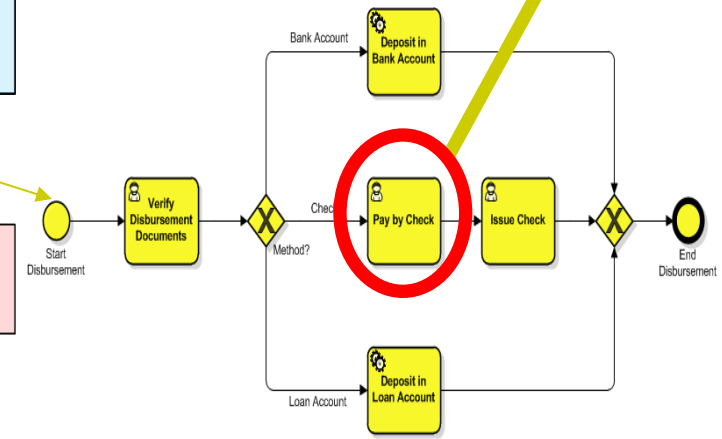 Bank Account
Deposit in
Bank Account
Verify
Disbursement
Documents
Chec
Pay by Check
Issue Check
Method?
Start
Disbursement
End
Disbursement
Loan Account
Deposit in
Loan Account